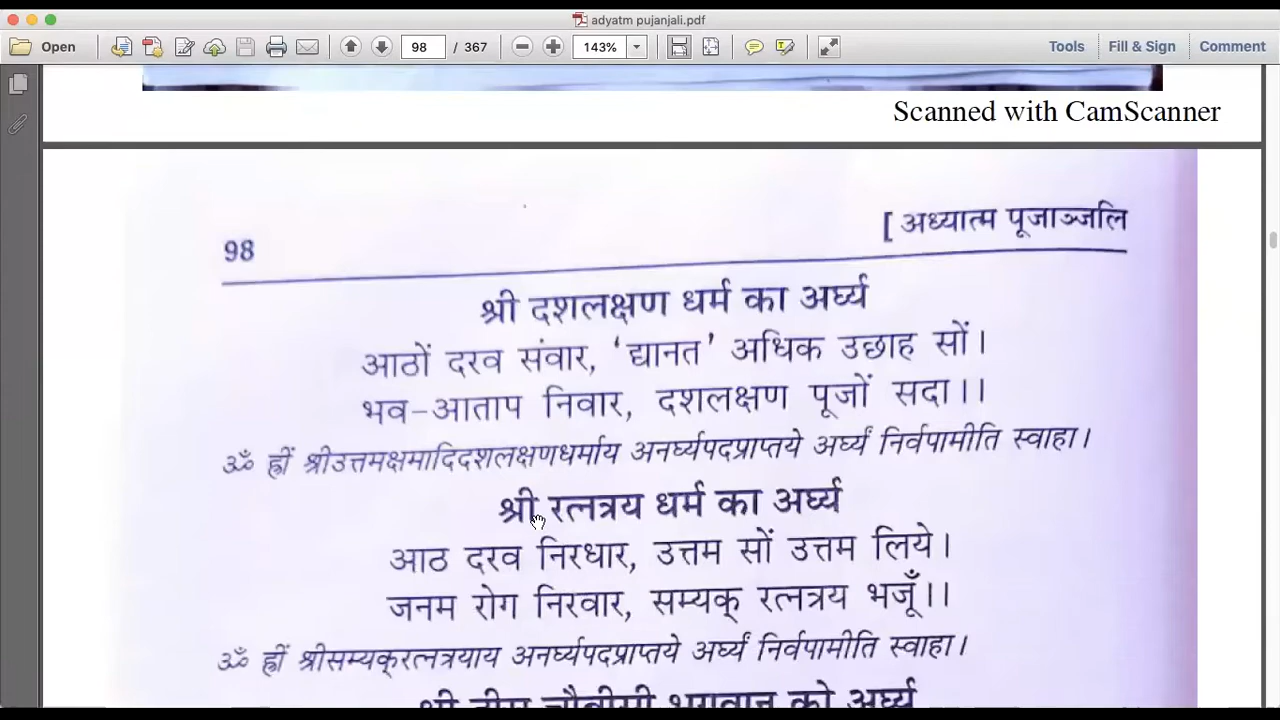 adyatm pujanjali.pdf
Open 98 / 367 143% Tools Fill & Sign Comment
Scanned with CamScanner
[ अध्यात्म पूजाञ्जलि
98
श्री दशलक्षण धर्म का अर्घ्य
आठों दरव संवार, ‘द्यानत’ अधिक उछाह सों।
भव-आताप निवार, दशलक्षण पूजों सदा।।
ॐ ह्रीं श्रीउत्तमक्षमादिदशलक्षणधर्माय अनर्घ्यपदप्राप्तये अर्घ्यं निर्वपामीति स्वाहा।
श्री रत्नत्रय धर्म का अर्घ्य
आठ दरव निरधार, उत्तम सों उत्तम लिये।
जनम रोग निरवार, सम्यक् रत्नत्रय भजूँ।।
ॐ ह्रीं श्रीसम्यक्‌रत्नत्रयाय अनर्घ्यपदप्राप्तये अर्घ्यं निर्वपामीति स्वाहा।
श्री तीस चौबीसी भगवान को अर्घ्य